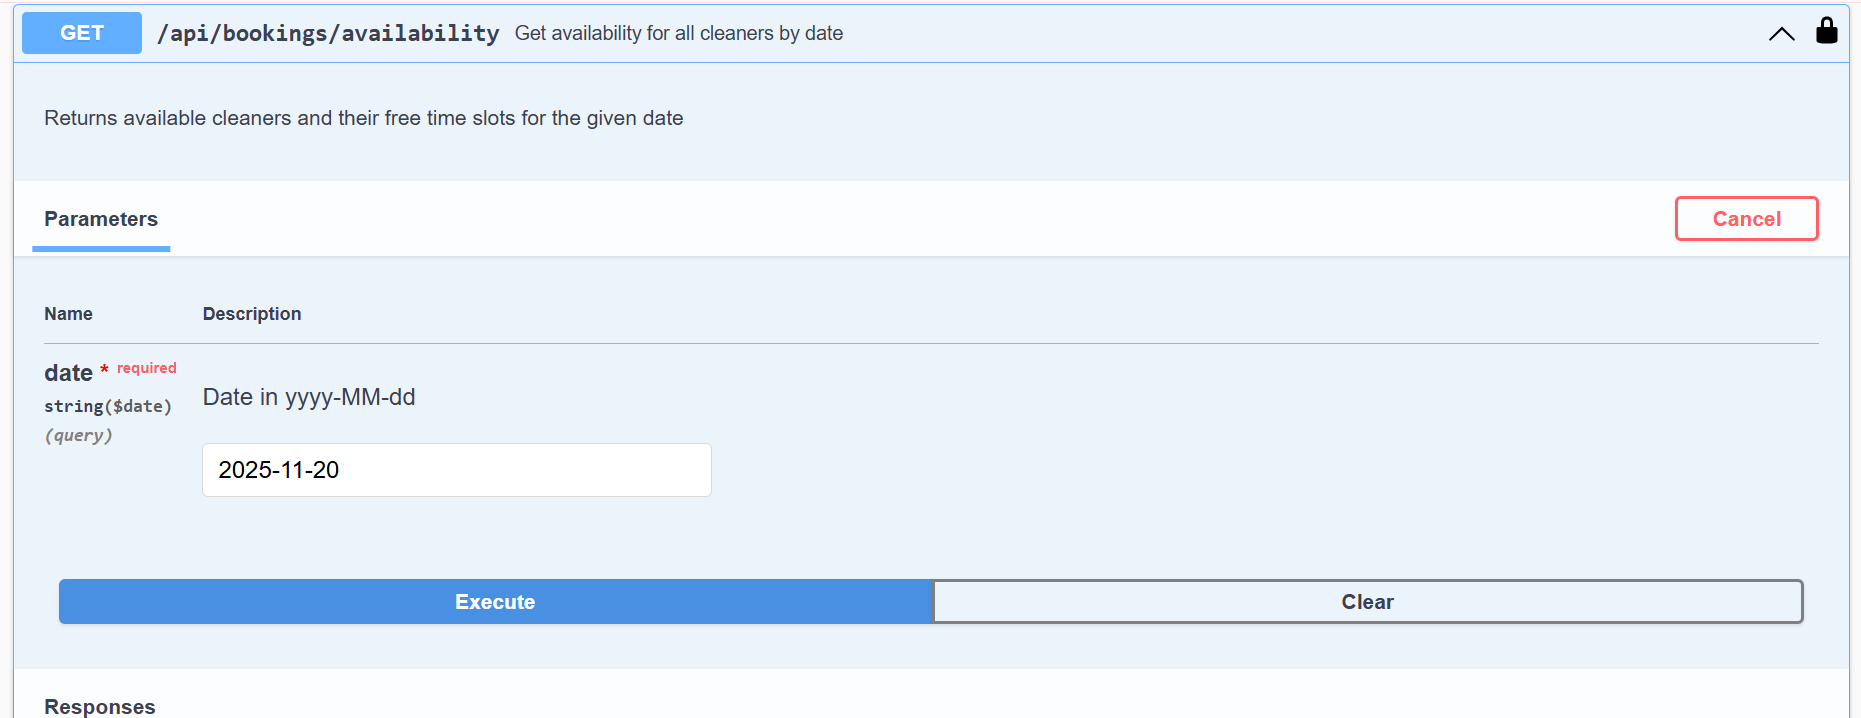 GET /api/bookings/availability Get availability for all cleaners by date
Returns available cleaners and their free time slots for the given date
Parameters Cancel
Name Description
date * required
string($date)
(query)
Date in yyyy-MM-dd
2025-11-20
Execute Clear
Responses